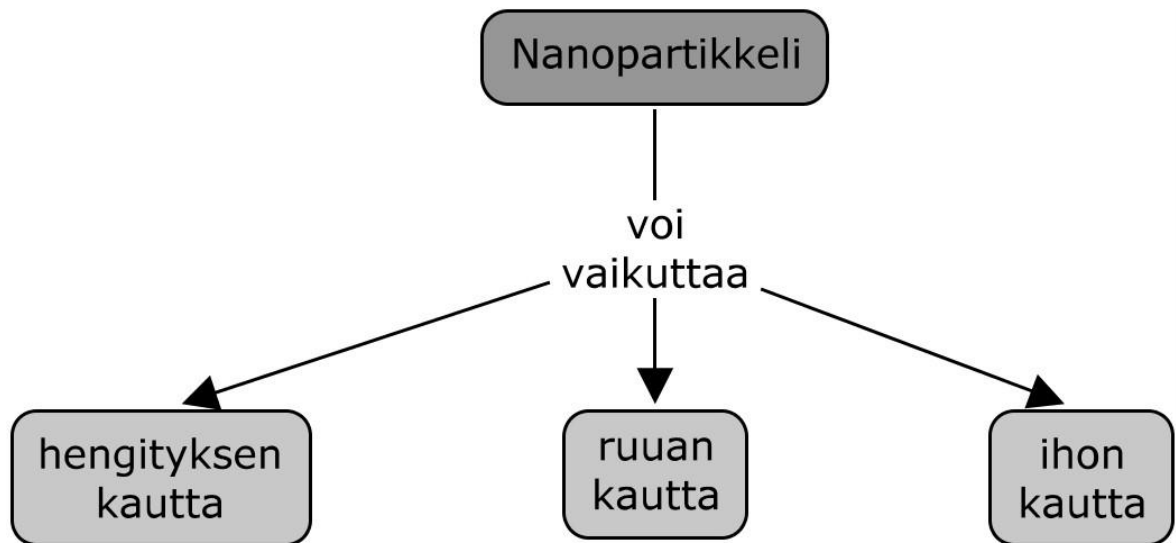 Nanopartikkeli
voi
vaikuttaa
hengityksen
kautta
ruuan
kautta
ihon
kautta